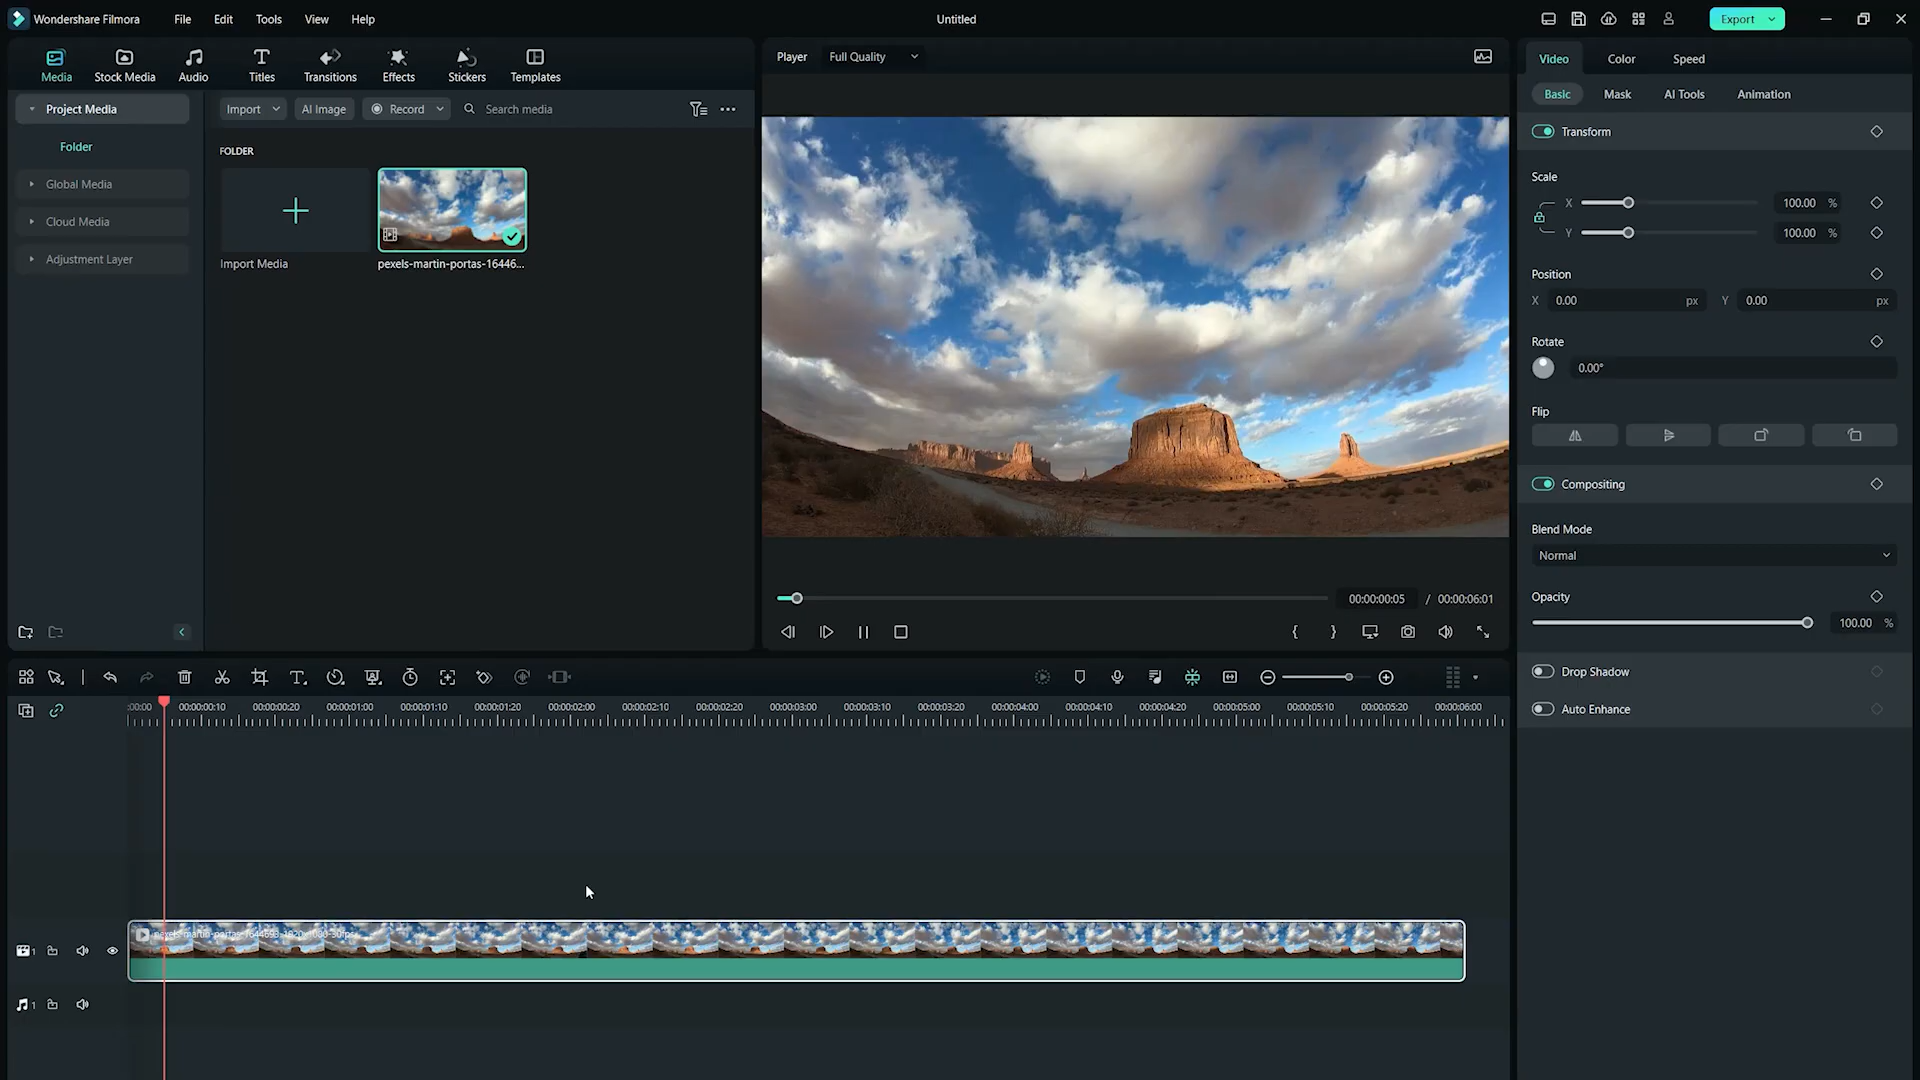 Wondershare Filmora File Edit Tools View Help Untitled Export
Media Stock Media Audio Titles Transitions Effects Stickers Templates
Project Media
Folder
Global Media
Cloud Media
Adjustment Layer
Import AI Image Record Search media
FOLDER
Import Media pexels-martin-portas-16446...
Player Full Quality
00:00:00:05 / 00:00:06:01
Video Color Speed
Basic Mask AI Tools Animation
Transform
Scale
X 100.00 %
Y 100.00 %
Position
X 0.00 px Y 0.00 px
Rotate
0.00°
Flip
Compositing
Blend Mode
Normal
Opacity
100.00 %
Drop Shadow
Auto Enhance
:00:00 00:00:00:10 00:00:00:20 00:00:01:00 00:00:01:10 00:00:01:20 00:00:02:00 00:00:02:10 00:00:02:20 00:00:03:00 00:00:03:10 00:00:03:20 00:00:04:00 00:00:04:10 00:00:04:20 00:00:05:00 00:00:05:10 00:00:05:20 00:00:06:00
1
1